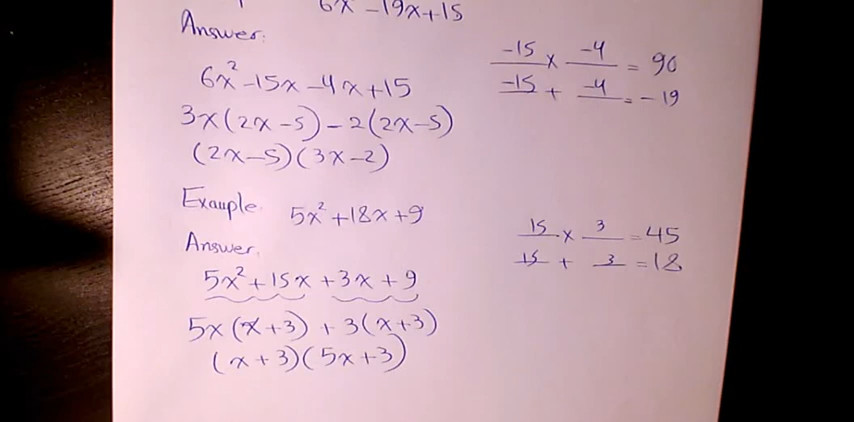 6x² - 19x + 15
Answer:
-15 × -4 = 90
6x² - 15x - 4x + 15
-15 + -4 = -19
3x(2x - 5) - 2(2x - 5)
(2x - 5)(3x - 2)
Example. 5x² + 18x + 9
15 × 3 = 45
Answer.
15 + 3 = 18
5x² + 15x + 3x + 9
5x(x + 3) + 3(x + 3)
(x + 3)(5x + 3)